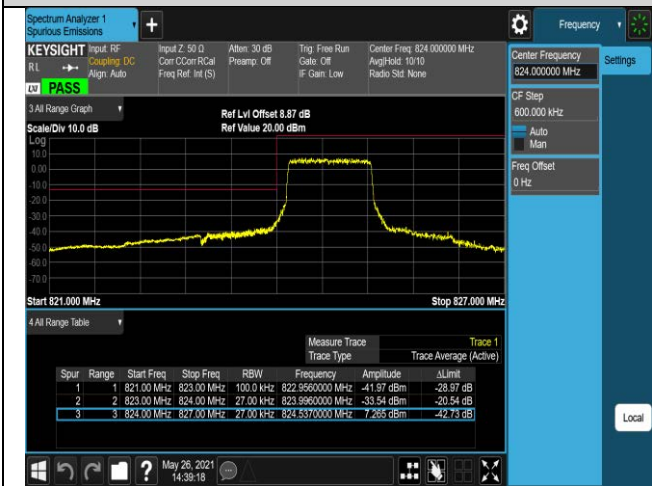 Spectrum Analyzer 1
Spurious Emissions
+
Frequency
KEYSIGHT
RL
Input: RF
Coupling: DC
Align: Auto
Input Z: 50 Ω
Corr CCorr RCal
Freq Ref: Int (S)
Atten: 30 dB
Preamp: Off
Trig: Free Run
Gate: Off
IF Gain: Low
Center Freq: 824.000000 MHz
Avg|Hold: 10/10
Radio Std: None
LXI
PASS
Center Frequency
824.000000 MHz
Settings
CF Step
600.000 kHz
Auto
Man
Freq Offset
0 Hz
3 All Range Graph
Scale/Div 10.0 dB
Ref Lvl Offset 8.87 dB
Ref Value 20.00 dBm
Log
10.0
0.00
-10.0
-20.0
-30.0
-40.0
-50.0
-60.0
-70.0
Start 821.000 MHz Stop 827.000 MHz
4 All Range Table
Measure Trace Trace 1
Trace Type Trace Average (Active)
Spur Range Start Freq Stop Freq RBW Frequency Amplitude ΔLimit
1 1 821.00 MHz 823.00 MHz 100.0 kHz 822.9560000 MHz -41.97 dBm -28.97 dB
2 2 823.00 MHz 824.00 MHz 27.00 kHz 823.9960000 MHz -33.54 dBm -20.54 dB
3 3 824.00 MHz 827.00 MHz 27.00 kHz 824.5370000 MHz 7.265 dBm -42.73 dB
Local
?
May 26, 2021
14:39:18